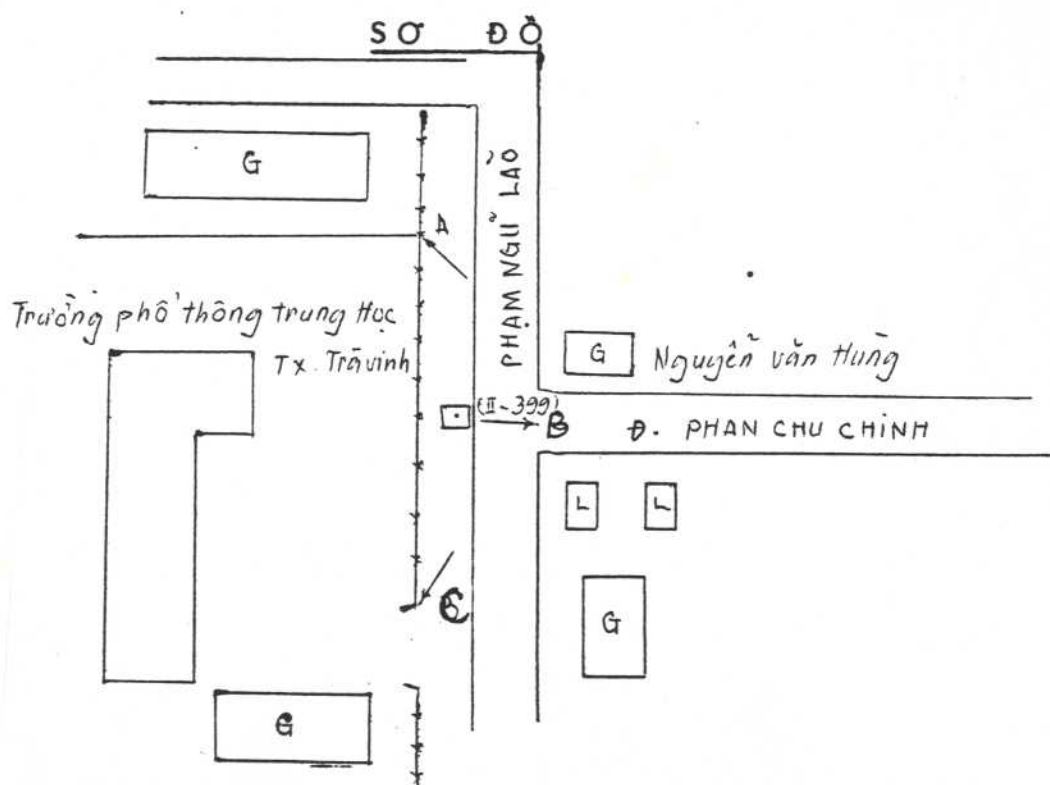 SƠ ĐỒ
G
PHẠM NGŨ LÃO
A
Trường phổ thông trung Học
Tx. Trà vinh
G Nguyễn văn Hùng
(II-399)
B Đ. PHAN CHU CHINH
L L
C
G
G